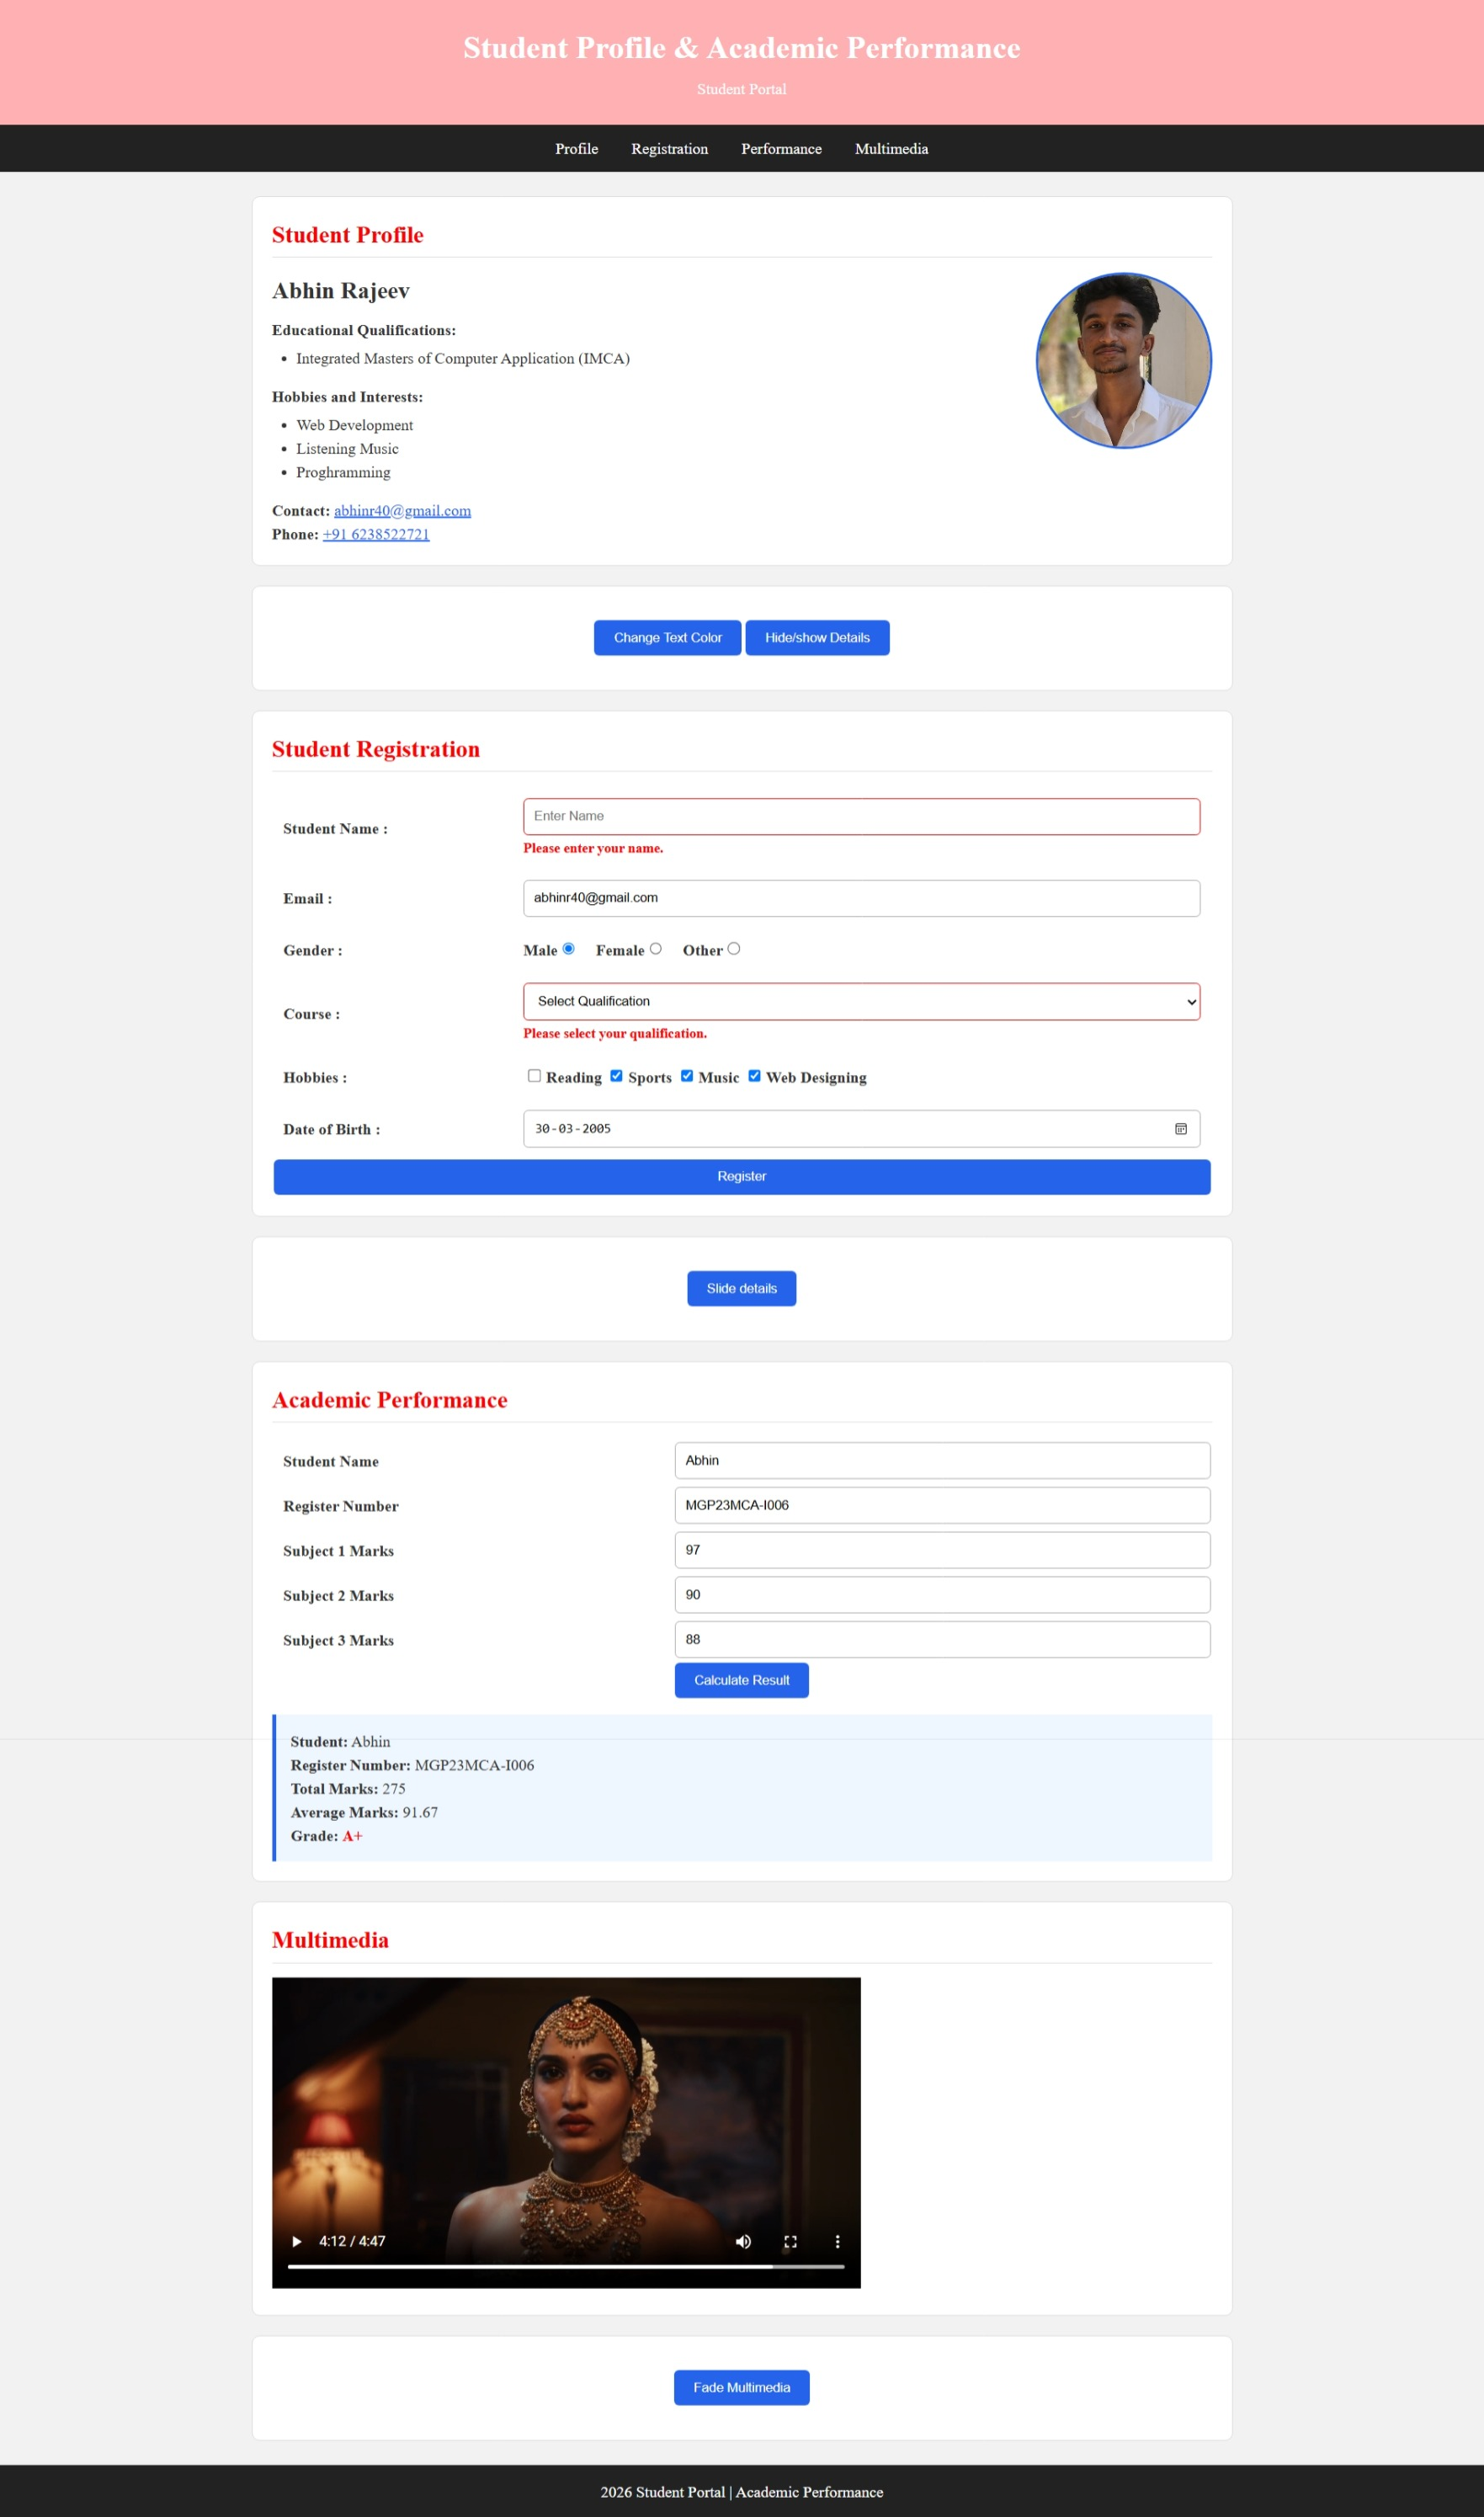 Student Profile & Academic Performance
Student Portal
Profile Registration Performance Multimedia
Student Profile
Abhin Rajeev
Educational Qualifications:
• Integrated Masters of Computer Application (IMCA)
Hobbies and Interests:
• Web Development
• Listening Music
• Proghramming
Contact: abhinr40@gmail.com
Phone: +91 6238522721
Change Text Color Hide/show Details
Student Registration
Student Name : Enter Name
Please enter your name.
Email : abhinr40@gmail.com
Gender : Male Female Other
Course : Select Qualification
Please select your qualification.
Hobbies : Reading Sports Music Web Designing
Date of Birth : 30-03-2005
Register
Slide details
Academic Performance
Student Name Abhin
Register Number MGP23MCA-I006
Subject 1 Marks 97
Subject 2 Marks 90
Subject 3 Marks 88
Calculate Result
Student: Abhin
Register Number: MGP23MCA-I006
Total Marks: 275
Average Marks: 91.67
Grade: A+
Multimedia
4:12 / 4:47
Fade Multimedia
2026 Student Portal | Academic Performance